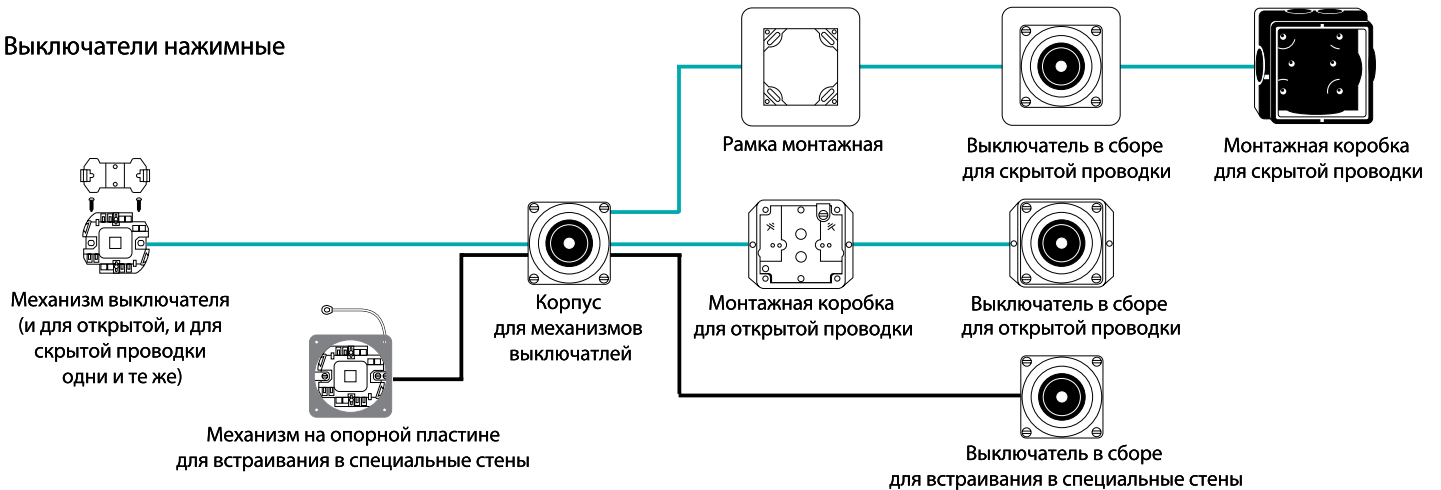 Выключатели нажимные
Рамка монтажная
Выключатель в сборе
для скрытой проводки
Монтажная коробка
для скрытой проводки
Механизм выключателя
(и для открытой, и для
скрытой проводки
одни и те же)
Корпус
для механизмов
выключатлей
Монтажная коробка
для открытой проводки
Выключатель в сборе
для открытой проводки
Механизм на опорной пластине
для встраивания в специальные стены
Выключатель в сборе
для встраивания в специальные стены